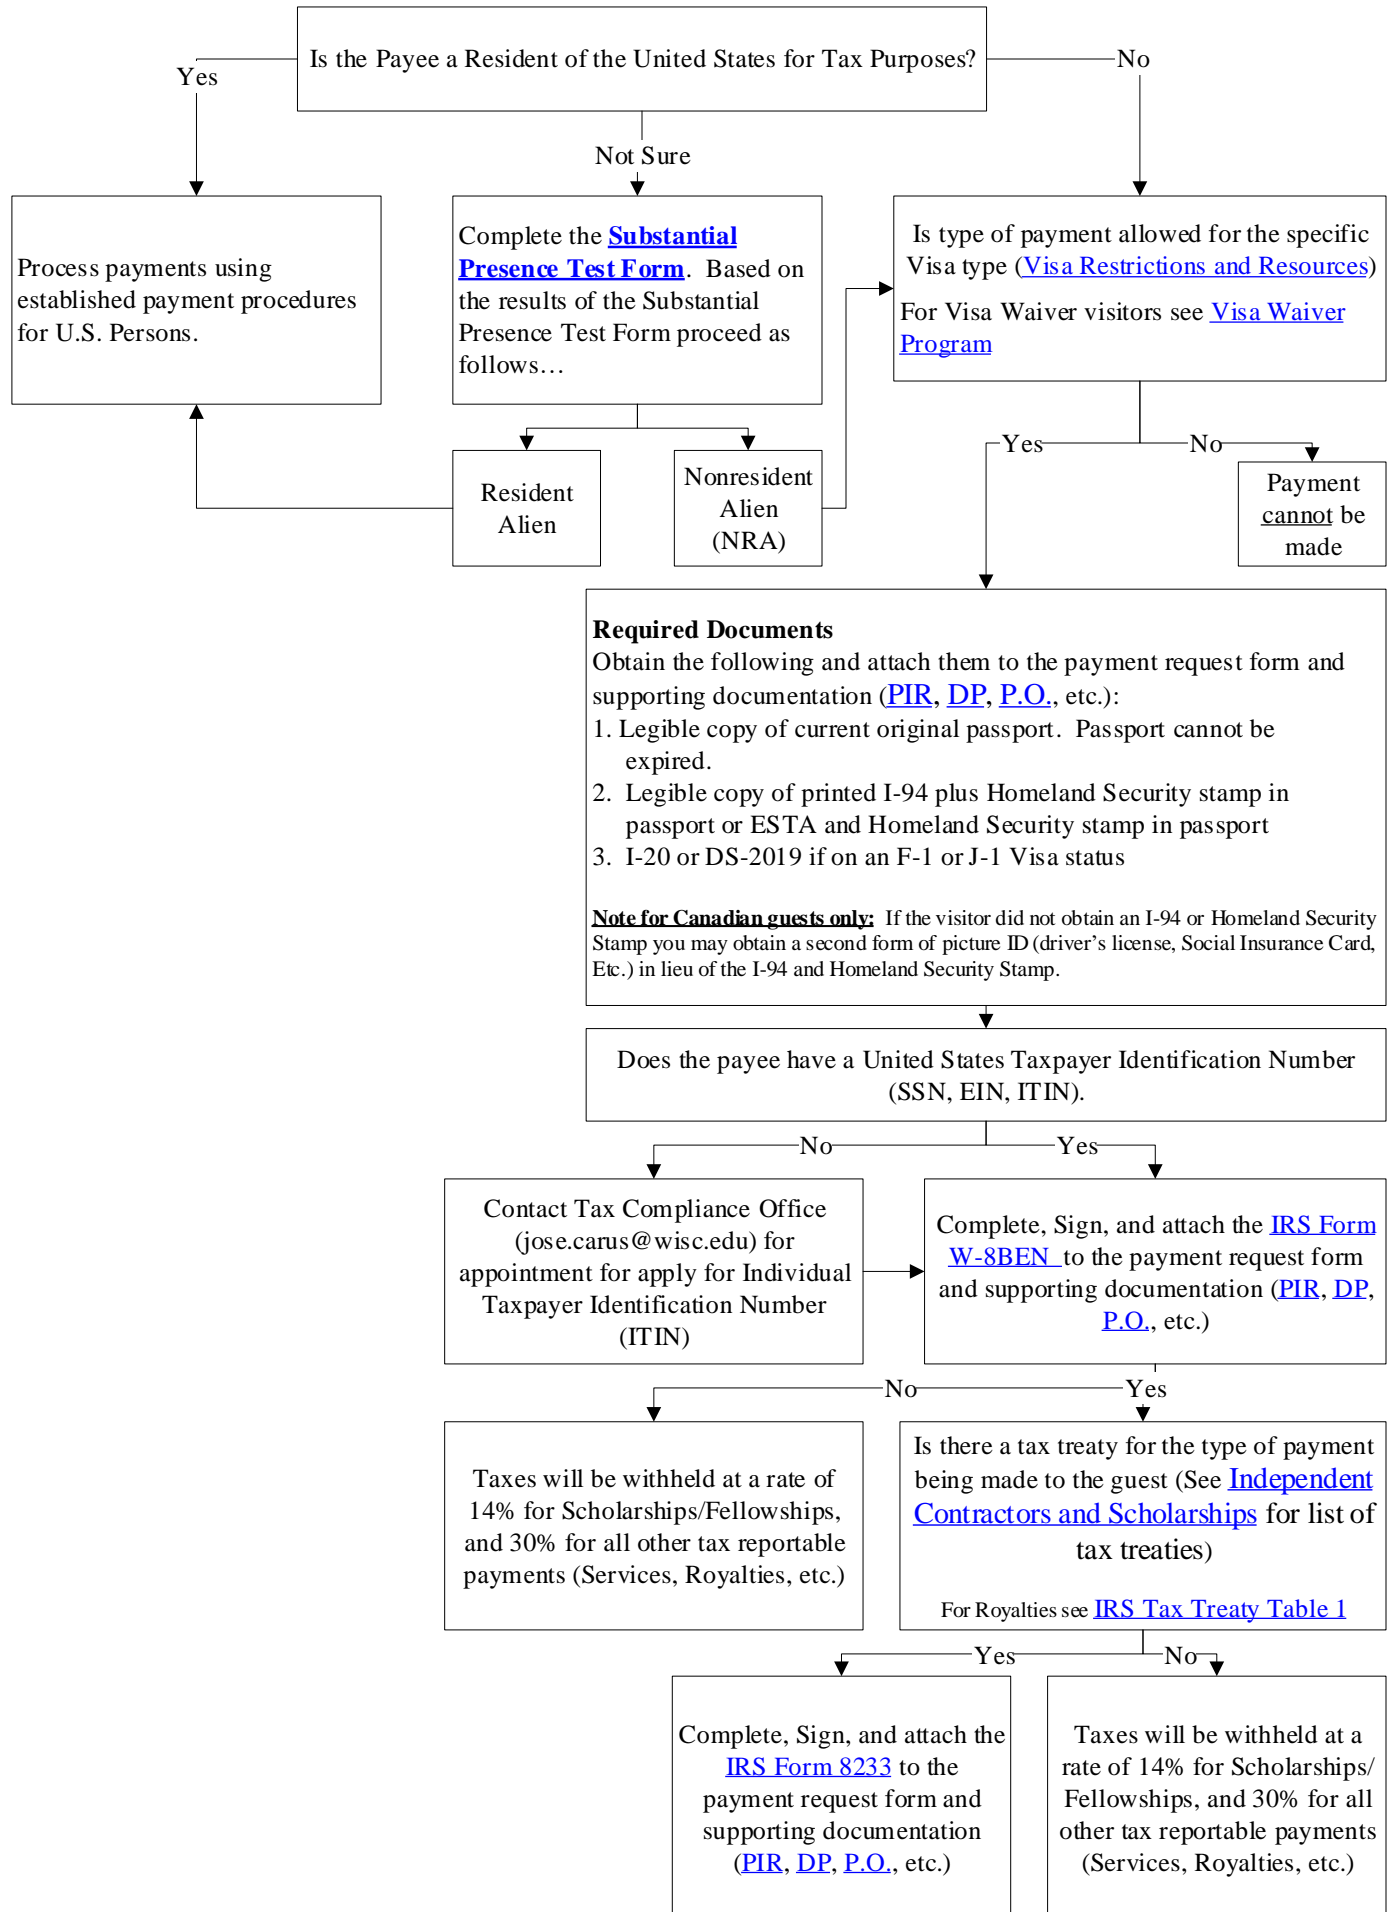 Is the Payee a Resident of the United States for Tax Purposes?
Yes
No
Not Sure
Process payments using
established payment procedures
for U.S. Persons.
Complete the Substantial
Presence Test Form.  Based on
the results of the Substantial
Presence Test Form proceed as
follows…
Is type of payment allowed for the specific
Visa type (Visa Restrictions and Resources)
For Visa Waiver visitors see Visa Waiver
Program
Resident
Alien
Nonresident
Alien
(NRA)
Yes
No
Payment
cannot be
made
Required Documents
Obtain the following and attach them to the payment request form and
supporting documentation (PIR, DP, P.O., etc.):
1. Legible copy of current original passport.  Passport cannot be
expired.
2.  Legible copy of printed I-94 plus Homeland Security stamp in
passport or ESTA and Homeland Security stamp in passport
3.  I-20 or DS-2019 if on an F-1 or J-1 Visa status
Note for Canadian guests only:  If the visitor did not obtain an I-94 or Homeland Security
Stamp you may obtain a second form of picture ID (driver’s license, Social Insurance Card,
Etc.) in lieu of the I-94 and Homeland Security Stamp.
Does the payee have a United States Taxpayer Identification Number
(SSN, EIN, ITIN).
No
Yes
Contact Tax Compliance Office
(jose.carus@wisc.edu) for
appointment for apply for Individual
Taxpayer Identification Number
(ITIN)
Complete, Sign, and attach the IRS Form
W-8BEN  to the payment request form
and supporting documentation (PIR, DP,
P.O., etc.)
No
Yes
Taxes will be withheld at a rate of
14% for Scholarships/Fellowships,
and 30% for all other tax reportable
payments (Services, Royalties, etc.)
Is there a tax treaty for the type of payment
being made to the guest (See Independent
Contractors and Scholarships for list of
tax treaties)
For Royalties see IRS Tax Treaty Table 1
Yes
No
Complete, Sign, and attach the
IRS Form 8233 to the
payment request form and
supporting documentation
(PIR, DP, P.O., etc.)
Taxes will be withheld at a
rate of 14% for Scholarships/
Fellowships, and 30% for all
other tax reportable payments
(Services, Royalties, etc.)